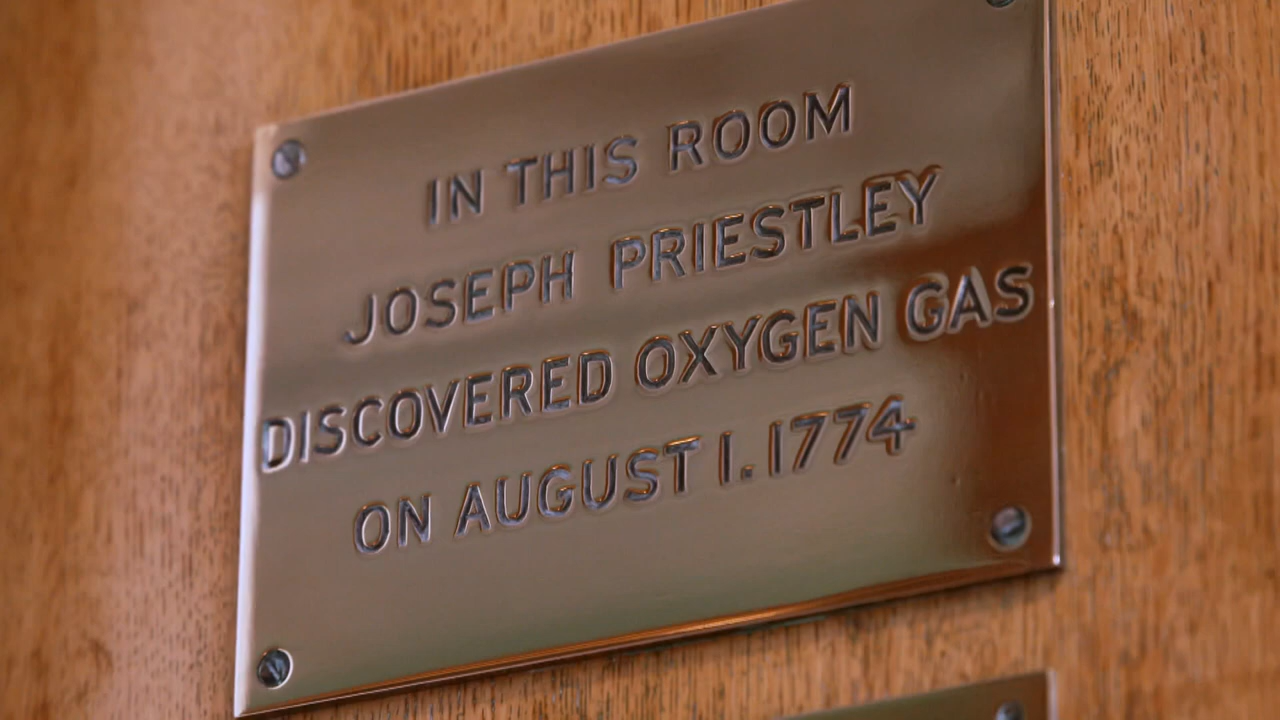 IN THIS ROOM
JOSEPH PRIESTLEY
DISCOVERED OXYGEN GAS
ON AUGUST 1. 1774